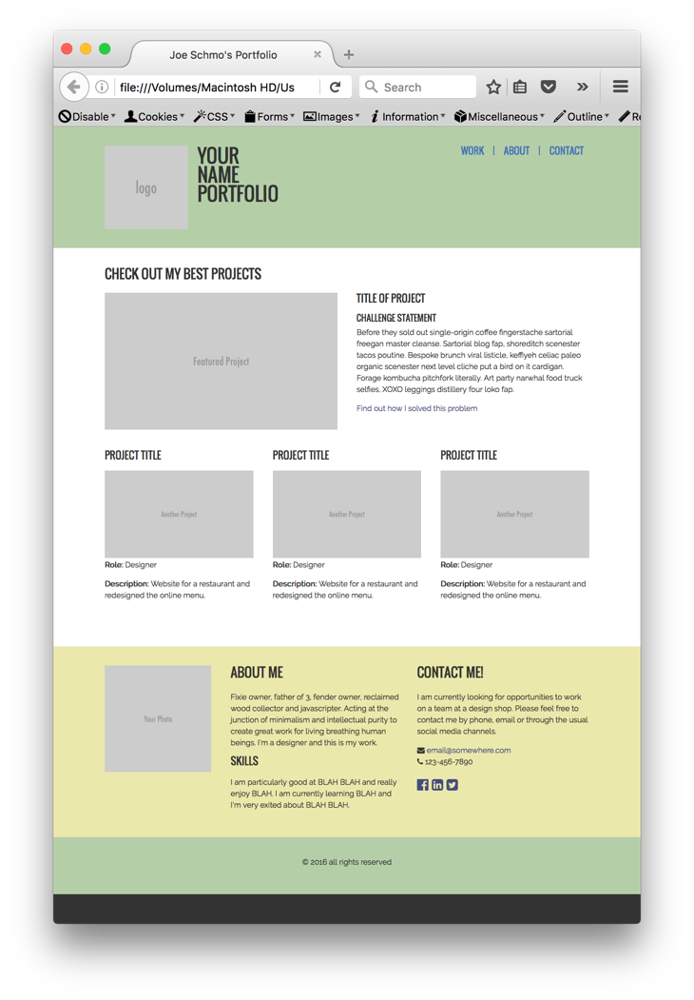 Joe Schmo's Portfolio
file:///Volumes/Macintosh HD/Us
Search
Disable
Cookies
CSS
Forms
Images
Information
Miscellaneous
Outline
Re
logo
YOUR
NAME
PORTFOLIO
WORK | ABOUT | CONTACT
CHECK OUT MY BEST PROJECTS
Featured Project
TITLE OF PROJECT
CHALLENGE STATEMENT
Before they sold out single-origin coffee fingerstache sartorial
freegan master cleanse. Sartorial blog fap, shoreditch scenester
tacos poutine. Bespoke brunch viral listicle, keffiyeh celiac paleo
organic scenester next level cliche put a bird on it cardigan.
Forage kombucha pitchfork literally. Art party narwhal food truck
selfies, XOXO leggings distillery four loko fap.
Find out how I solved this problem
PROJECT TITLE
Another Project
Role: Designer
Description: Website for a restaurant and
redesigned the online menu.
PROJECT TITLE
Another Project
Role: Designer
Description: Website for a restaurant and
redesigned the online menu.
PROJECT TITLE
Another Project
Role: Designer
Description: Website for a restaurant and
redesigned the online menu.
Your Photo
ABOUT ME
Fixie owner, father of 3, fender owner, reclaimed
wood collector and javascripter. Acting at the
junction of minimalism and intellectual purity to
create great work for living breathing human
beings. I'm a designer and this is my work.
SKILLS
I am particularly good at BLAH BLAH and really
enjoy BLAH. I am currently learning BLAH and
I'm very exited about BLAH BLAH.
CONTACT ME!
I am currently looking for opportunities to work
on a team at a design shop. Please feel free to
contact me by phone, email or through the usual
social media channels.
email@somewhere.com
123-456-7890
© 2016 all rights reserved